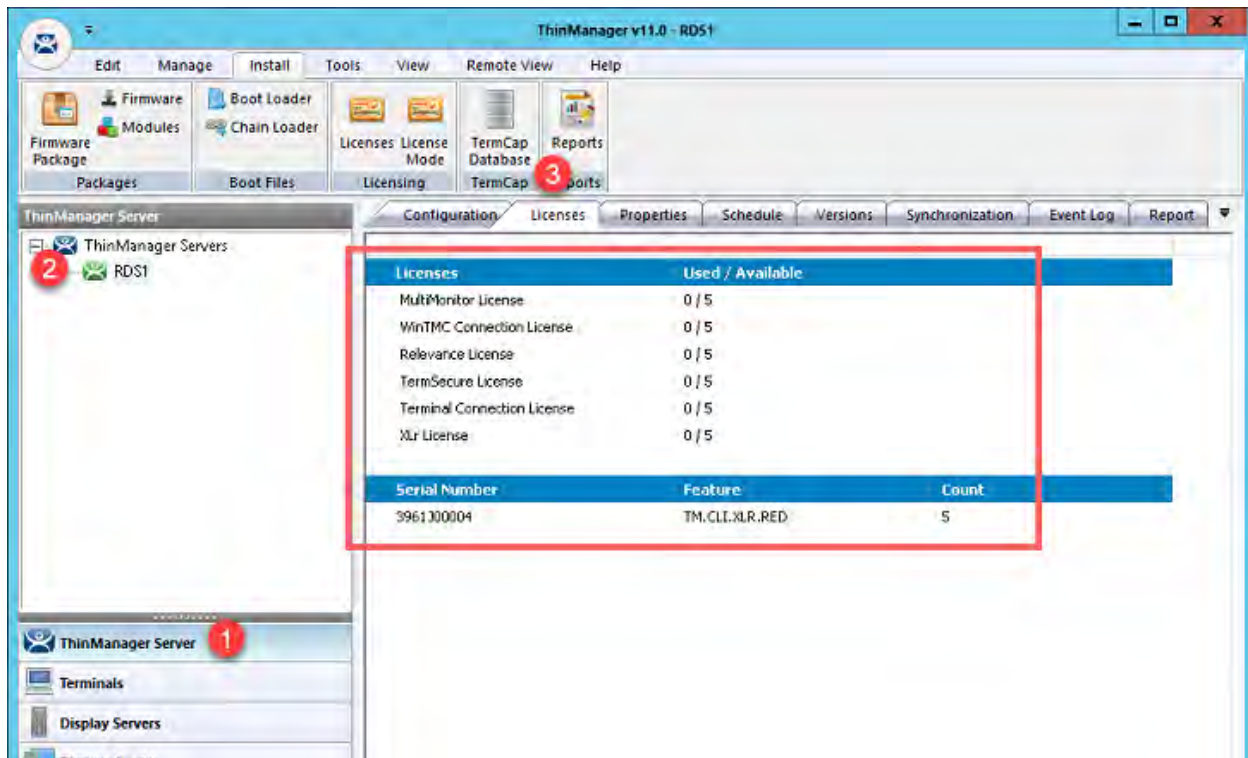 ThinManager v11.0 - RDS1
Edit Manage Install Tools View Remote View Help
Firmware Package
Firmware
Modules
Packages
Boot Loader
Chain Loader
Boot Files
Licenses
License Mode
Licensing
TermCap Database
TermCap
Reports
3
ThinManager Server
ThinManager Servers
2
RDS1
Configuration Licenses Properties Schedule Versions Synchronization Event Log Report
Licenses Used / Available
MultiMonitor License 0 / 5
WinTMC Connection License 0 / 5
Relevance License 0 / 5
TermSecure License 0 / 5
Terminal Connection License 0 / 5
XLr License 0 / 5
Serial Number Feature Count
TM.CLI.XLR.RED 5
ThinManager Server 1
Terminals
Display Servers